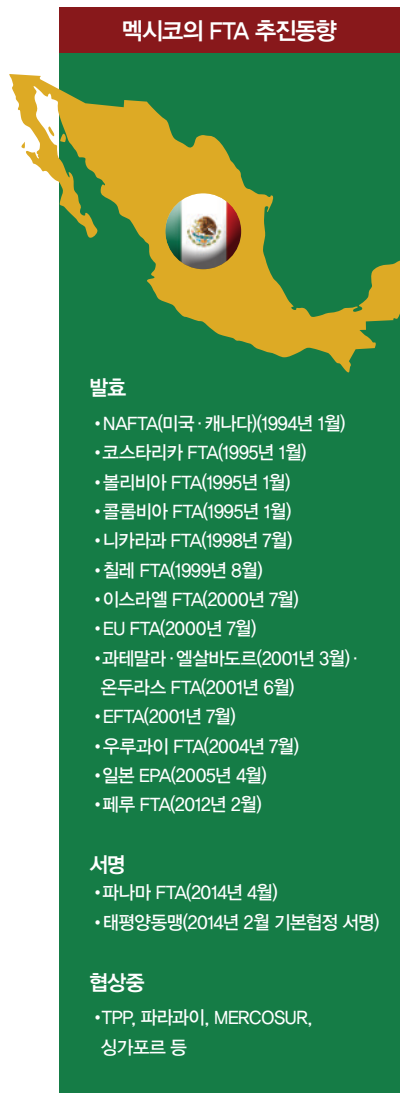 멕시코의 FTA 추진동향
발효
•NAFTA(미국·캐나다)(1994년 1월)
•코스타리카 FTA(1995년 1월)
•볼리비아 FTA(1995년 1월)
•콜롬비아 FTA(1995년 1월)
•니카라과 FTA(1998년 7월)
•칠레 FTA(1999년 8월)
•이스라엘 FTA(2000년 7월)
•EU FTA(2000년 7월)
•과테말라·엘살바도르(2001년 3월)·
온두라스 FTA(2001년 6월)
•EFTA(2001년 7월)
•우루과이 FTA(2004년 7월)
•일본 EPA(2005년 4월)
•페루 FTA(2012년 2월)
서명
•파나마 FTA(2014년 4월)
•태평양동맹(2014년 2월 기본협정 서명)
협상중
•TPP, 파라과이, MERCOSUR,
싱가포르 등